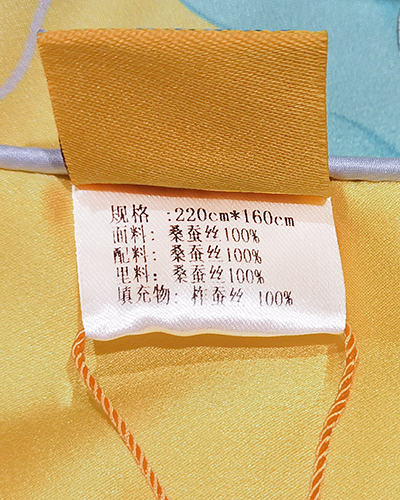 规格 :220cm*160cm
面料: 桑蚕丝100%
配料: 桑蚕丝100%
里料: 桑蚕丝100%
填充物: 柞蚕丝 100%